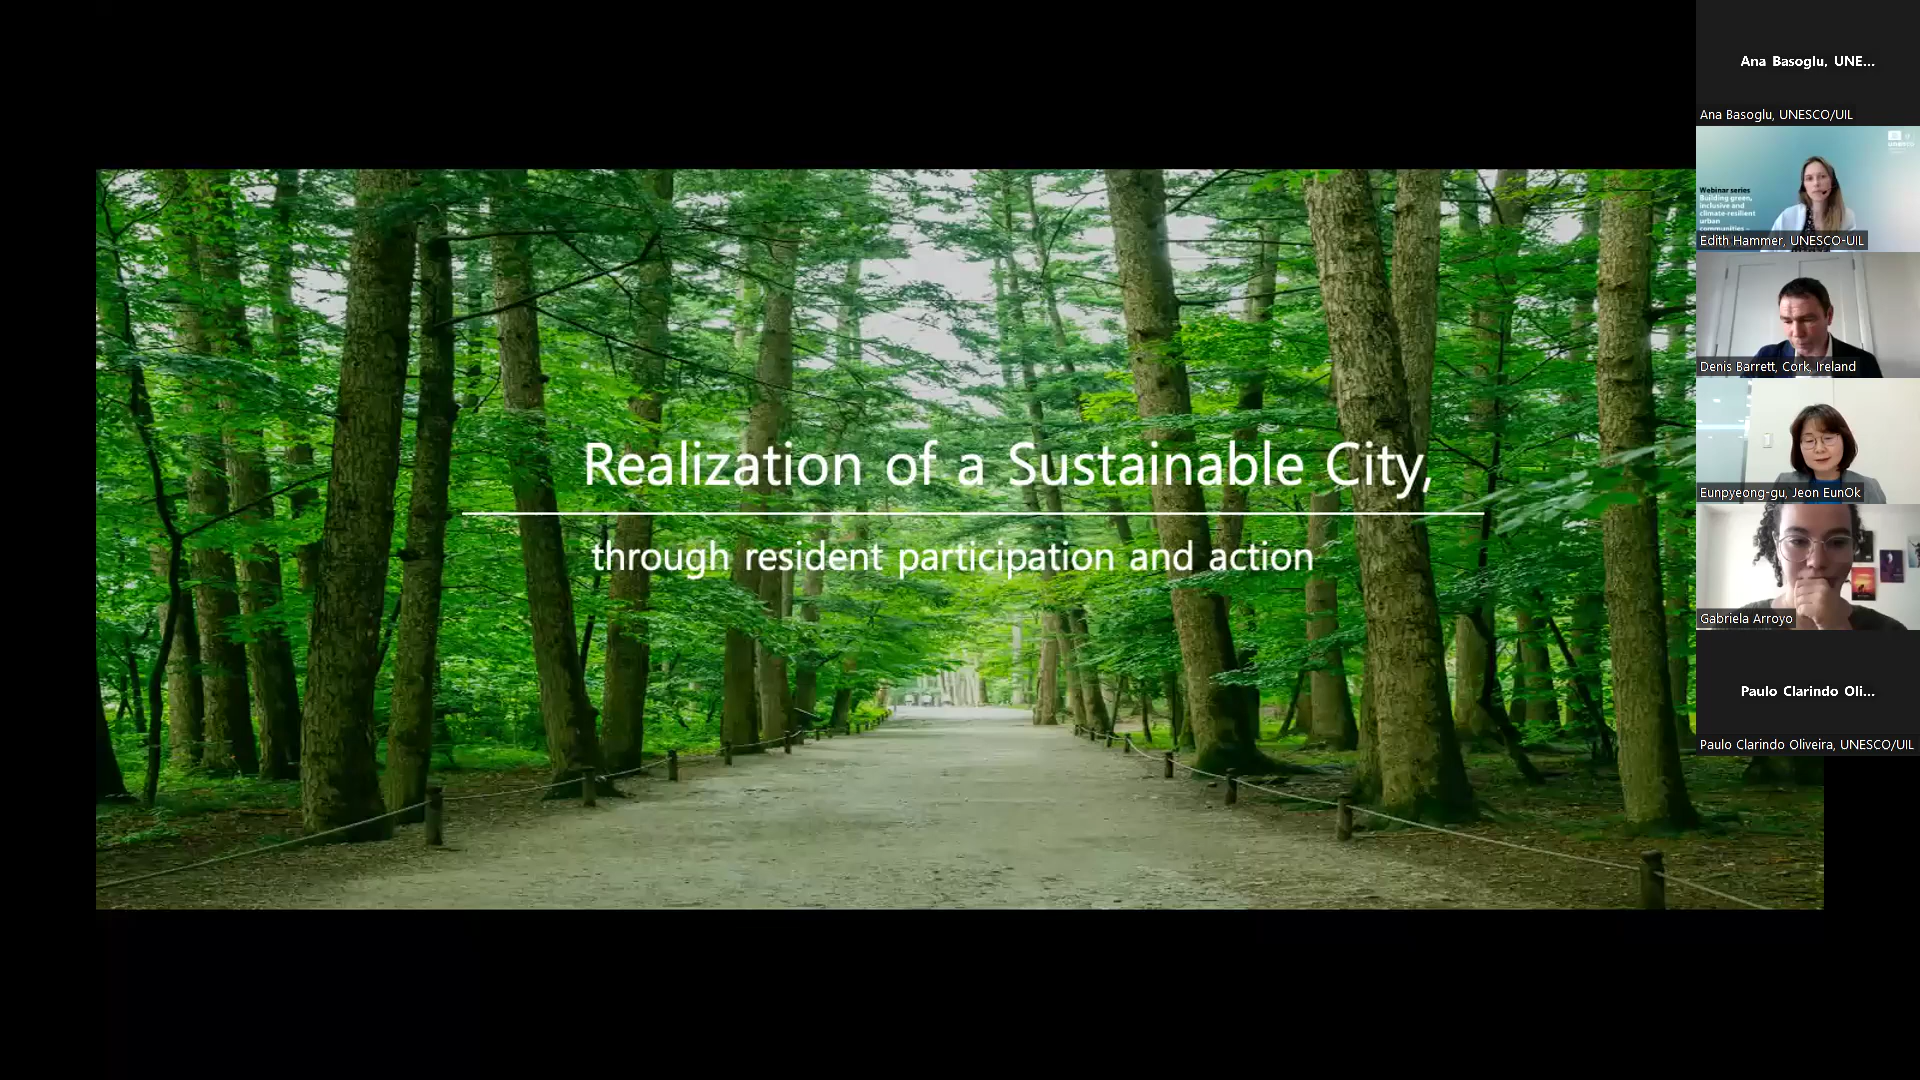 Realization of a Sustainable City,
through resident participation and action
Ana Basoglu, UNE...
Ana Basoglu, UNESCO/UIL
Webinar series
Building green,
inclusive and
climate-resilient
urban
communities
Edith Hammer, UNESCO-UIL
Denis Barrett, Cork, Ireland
Eunpyeong-gu, Jeon EunOk
Gabriela Arroyo
Paulo Clarindo Oli...
Paulo Clarindo Oliveira, UNESCO/UIL